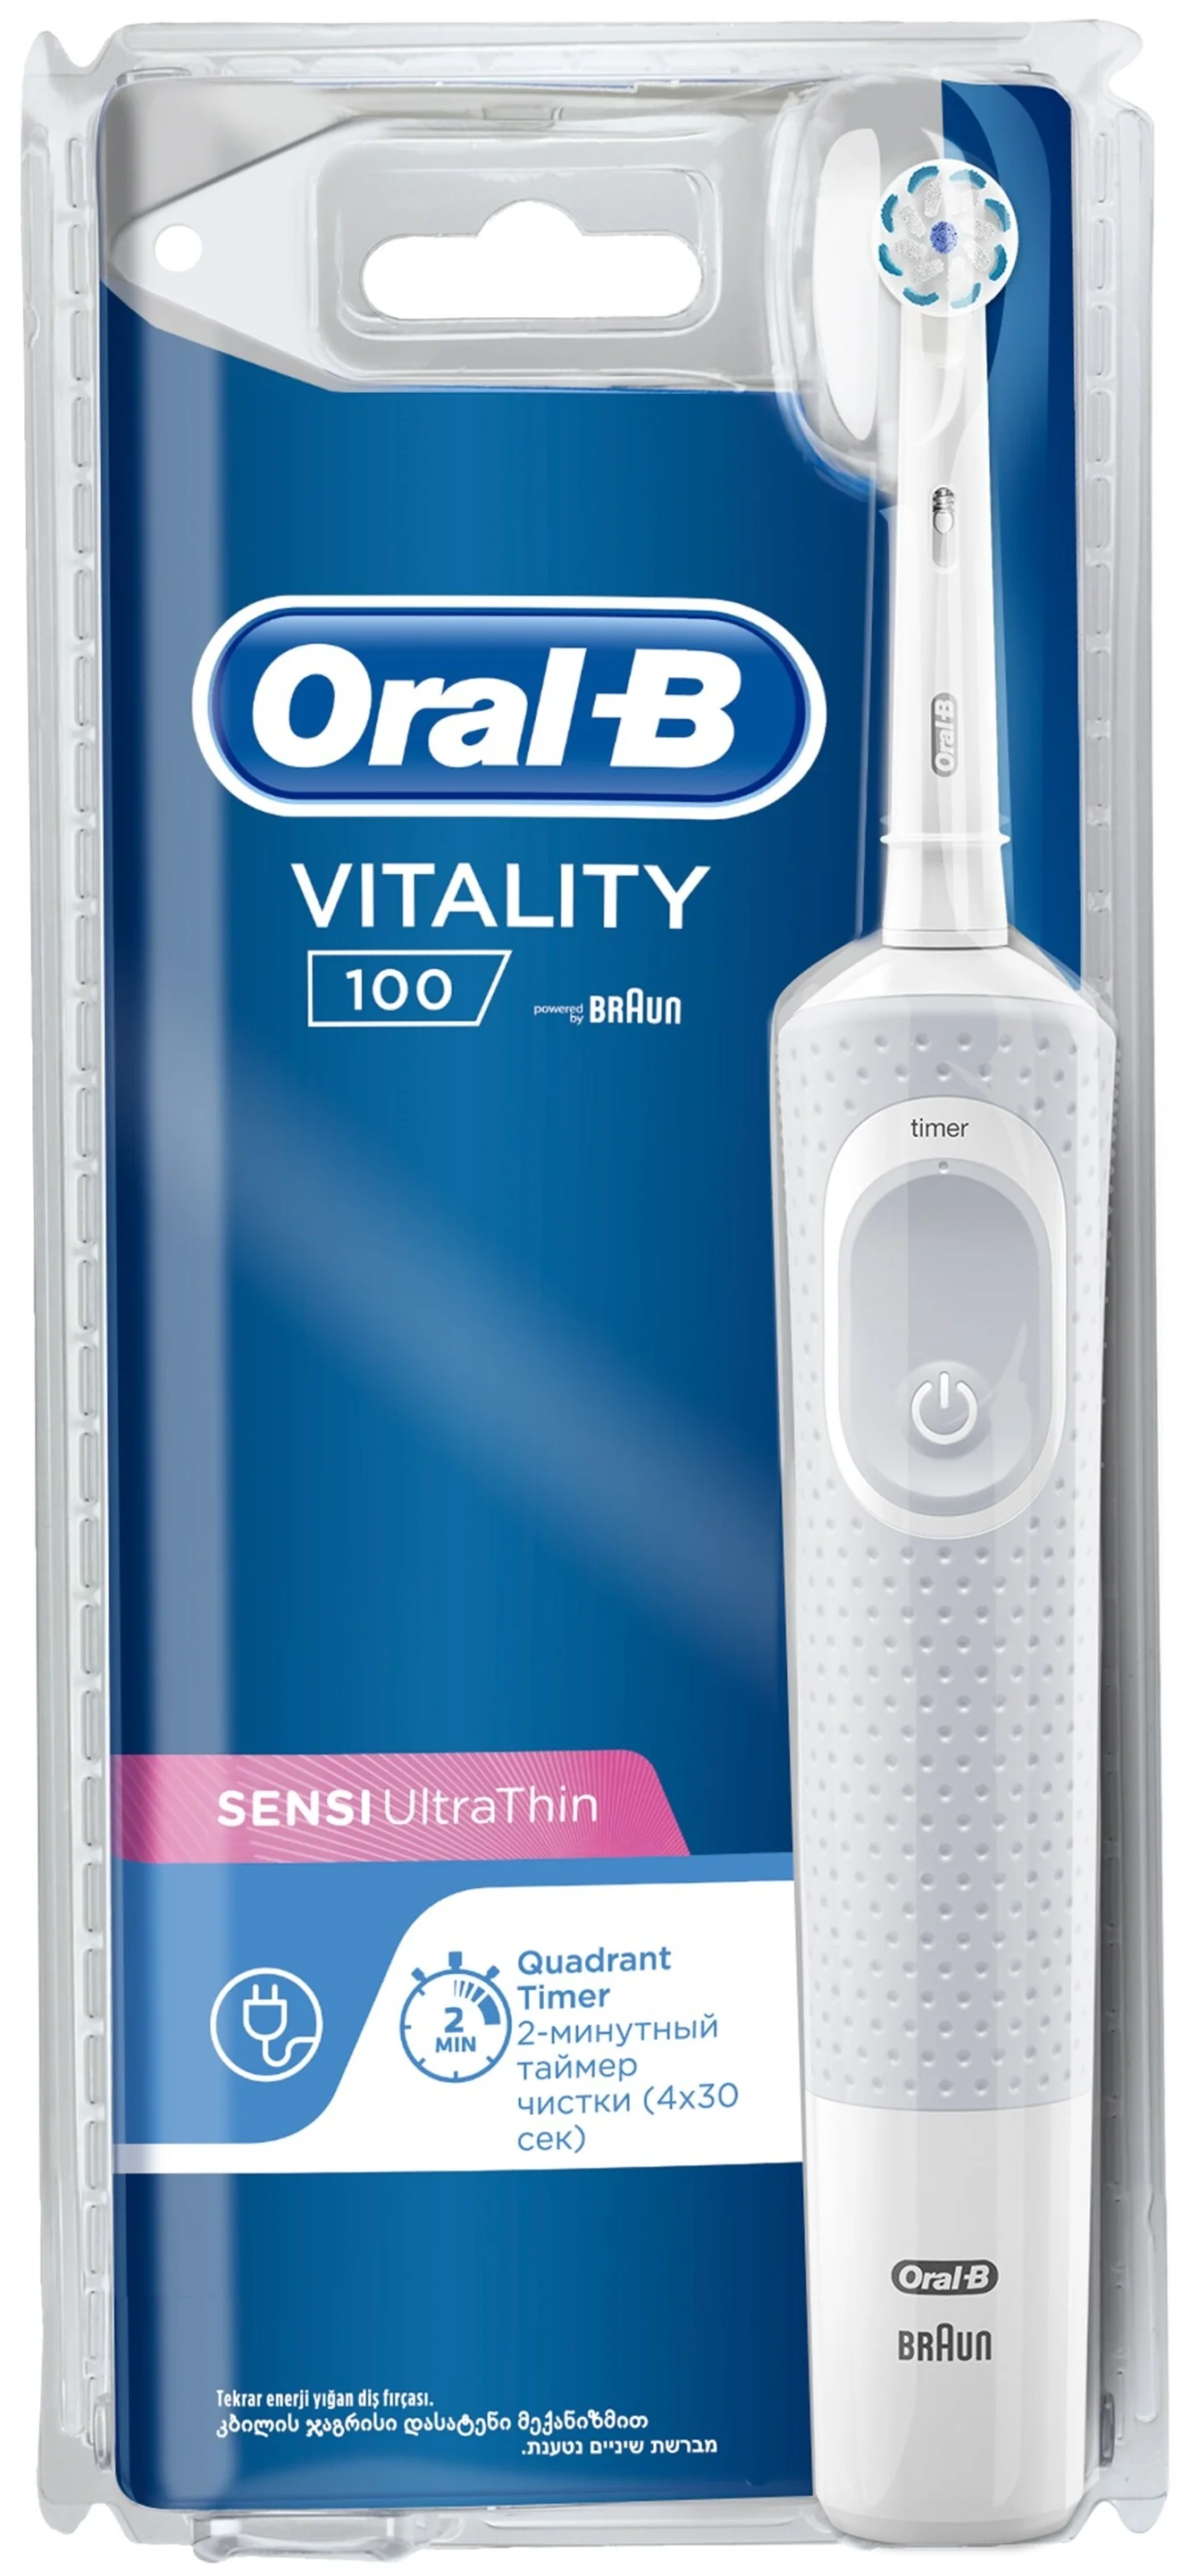 Oral-B
Oral-B
VITALITY
100
powered by BRAUN
timer
SENSI UltraThin
2 MIN
Quadrant
Timer
2-минутный
таймер
чистки (4x30
сек)
Oral-B
BRAUN
Tekrar enerji yığan diş fırçası.
კბილის ჯაგრისი დასატენი მექანიზმით
מברשת שיניים נטענת.